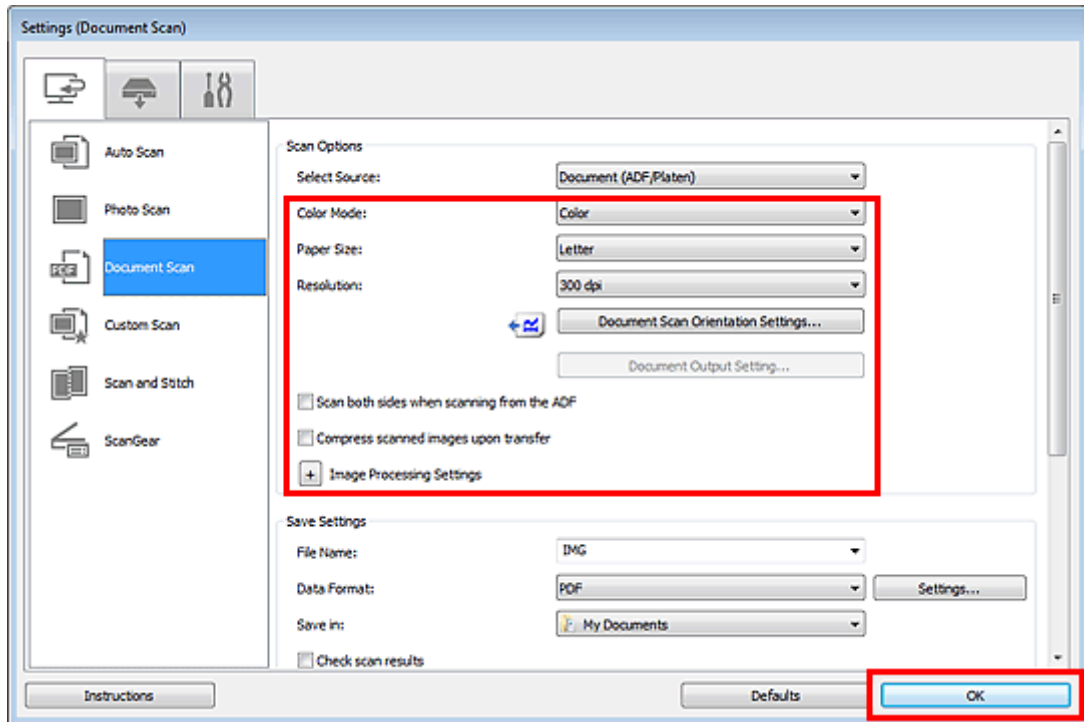 Settings (Document Scan)
Auto Scan
Photo Scan
PDF
Document Scan
Custom Scan
Scan and Stitch
ScanGear
Scan Options
Select Source: Document (ADF/Platen)
Color Mode: Color
Paper Size: Letter
Resolution: 300 dpi
Document Scan Orientation Settings...
Document Output Setting...
Scan both sides when scanning from the ADF
Compress scanned images upon transfer
+ Image Processing Settings
Save Settings
File Name: IMG
Data Format: PDF Settings...
Save in: My Documents
Check scan results
Instructions Defaults OK